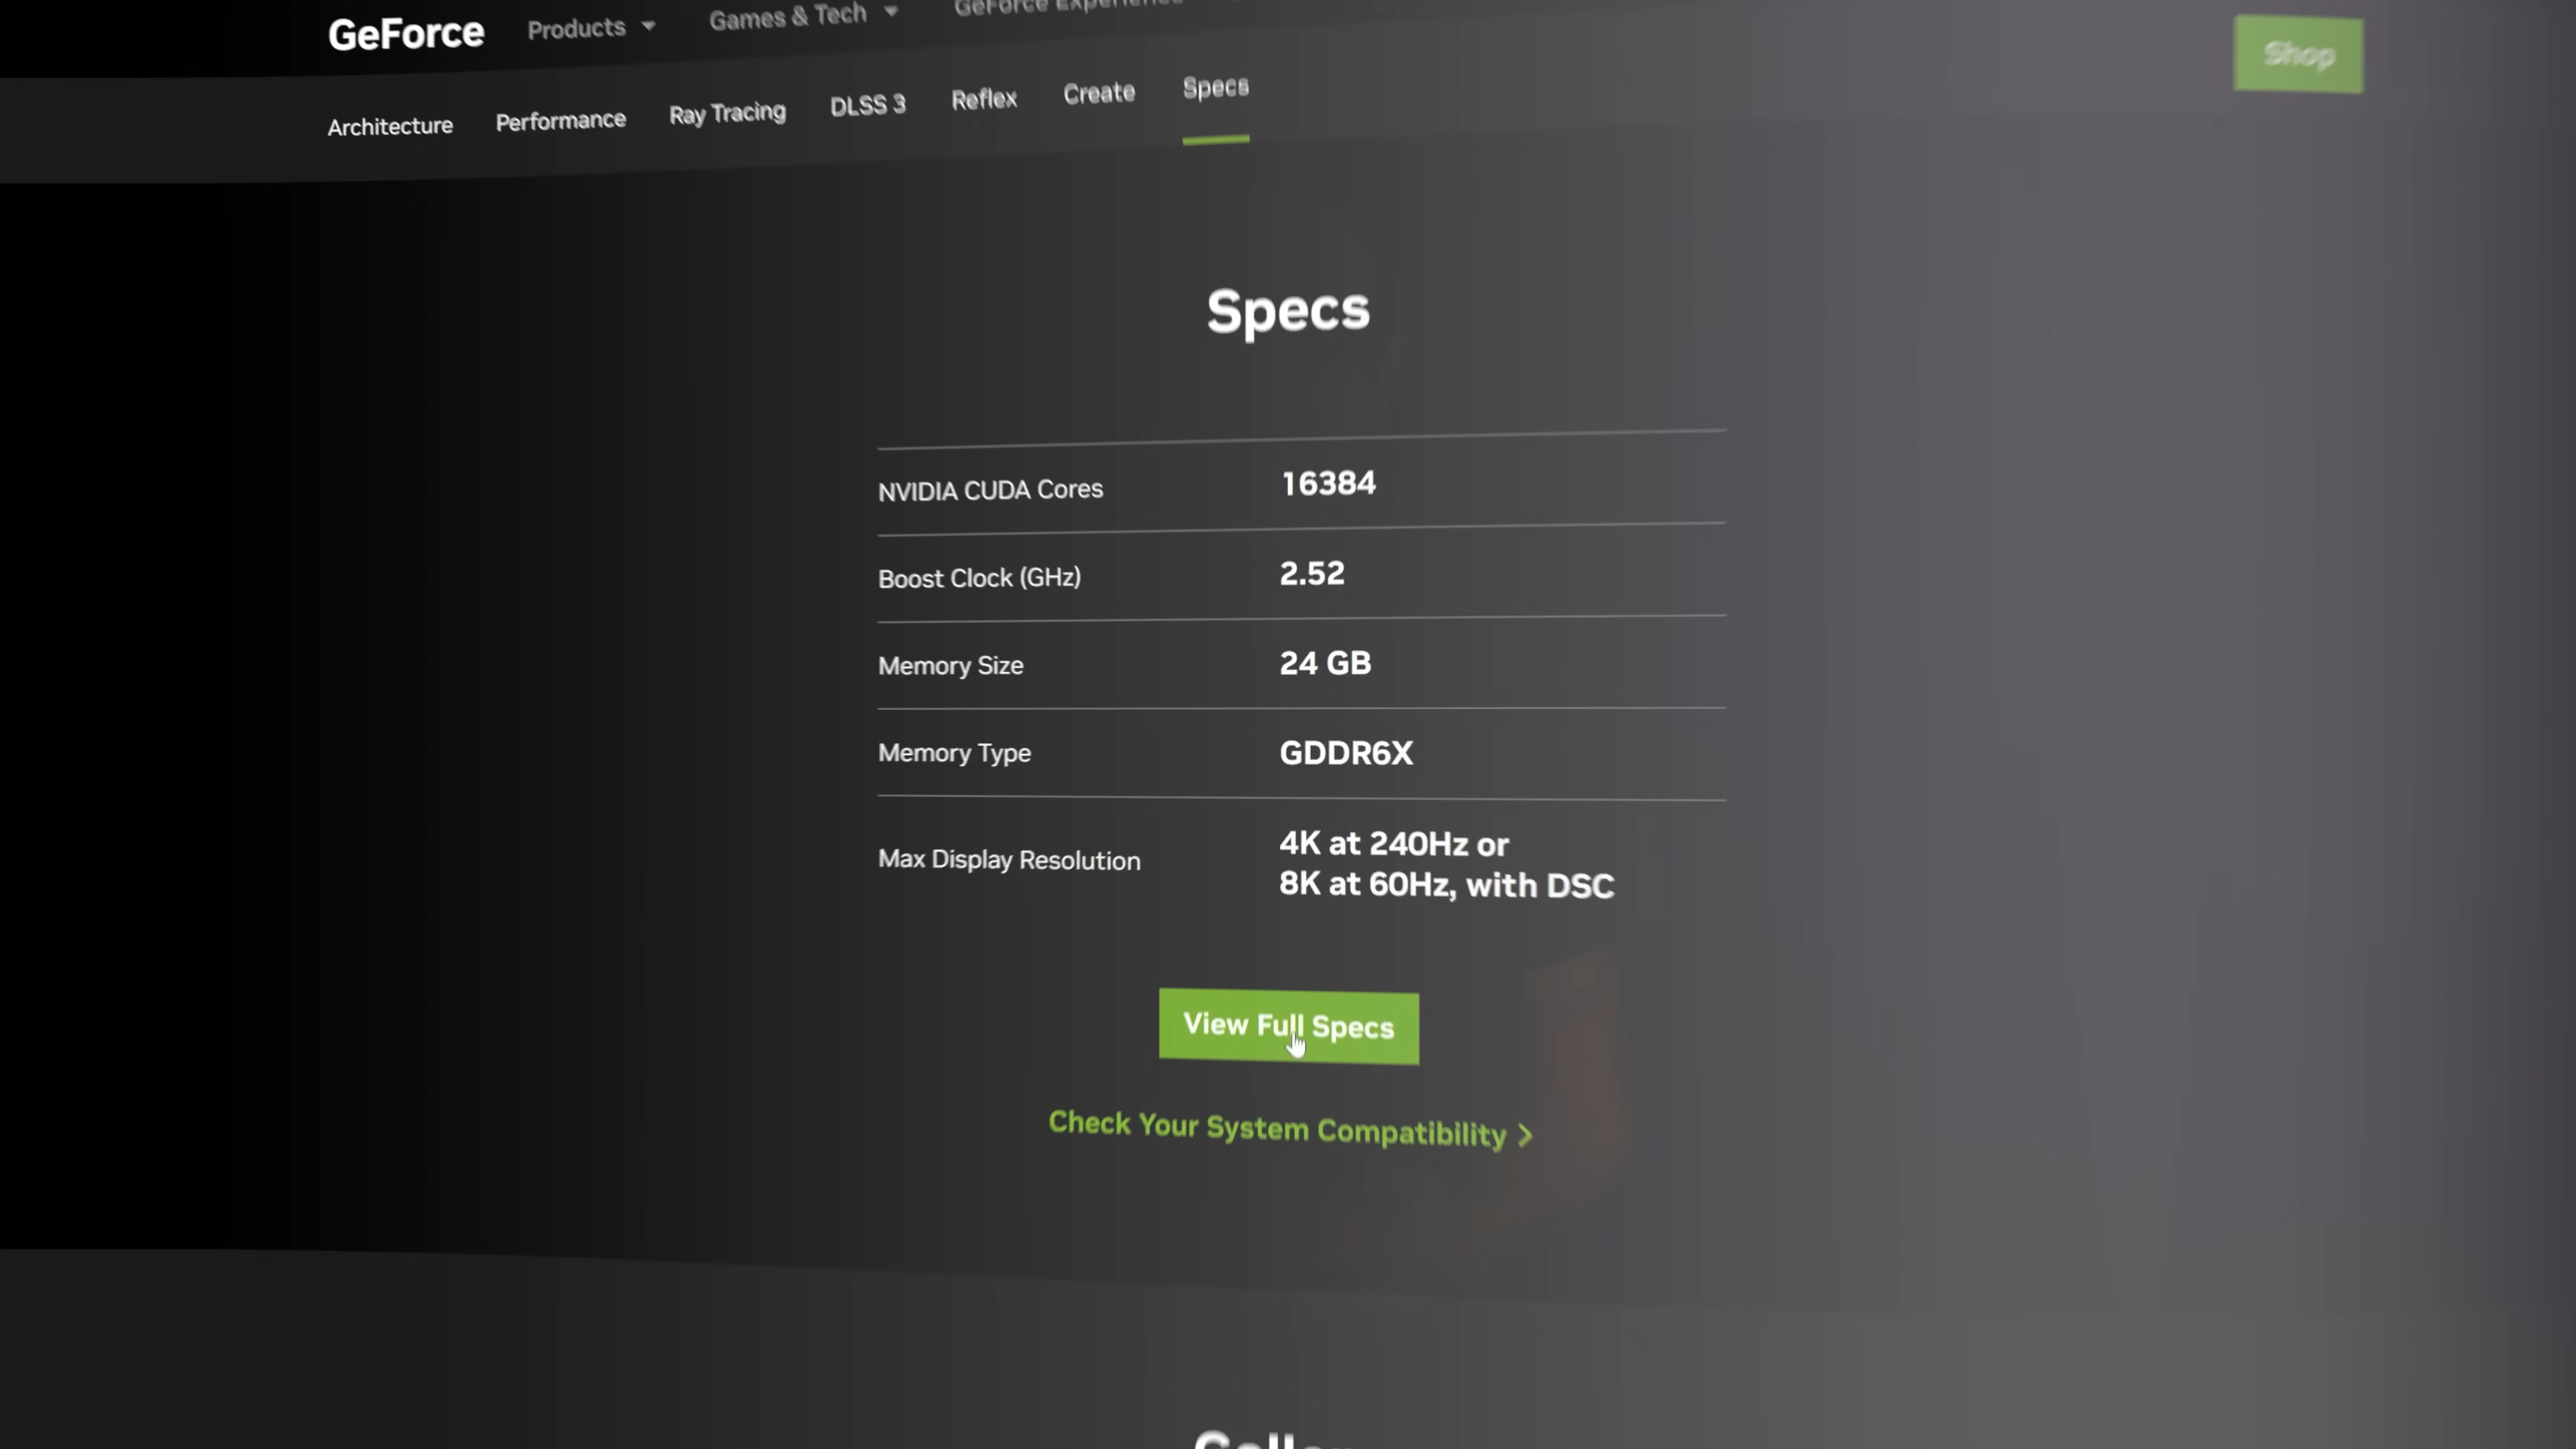 GeForce Products Games & Tech GeForce Experience
Shop
Architecture Performance Ray Tracing DLSS 3 Reflex Create Specs
Specs
NVIDIA CUDA Cores 16384
Boost Clock (GHz) 2.52
Memory Size 24 GB
Memory Type GDDR6X
Max Display Resolution 4K at 240Hz or
8K at 60Hz, with DSC
View Full Specs
Check Your System Compatibility >